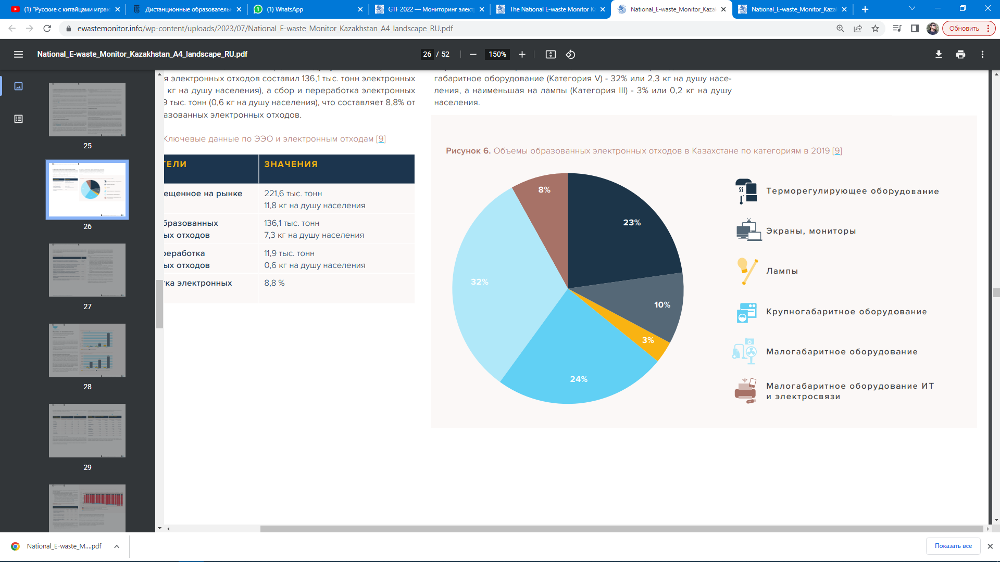 (1) "Русские с китайцами игра
Дистанционные образователь
(1) WhatsApp
GTF 2022 — Мониторинг элект
The National E-waste Monitor K
National_E-waste_Monitor_Kaza
National_E-waste_Monitor_Kaza
ewastemonitor.info/wp-content/uploads/2023/07/National_E-waste_Monitor_Kazakhstan_A4_landscape_RU.pdf
Обновить
National_E-waste_Monitor_Kazakhstan_A4_landscape_RU.pdf
26 / 52
150%
25
26
27
28
29
я электронных отходов составил 136,1 тыс. тонн электронных
кг на душу населения), а сбор и переработка электронных
9 тыс. тонн (0,6 кг на душу населения), что составляет 8,8% от
азованных электронных отходов.
Ключевые данные по ЭЭО и электронным отходам [9]
ТЕЛИ
ЗНАЧЕНИЯ
ещенное на рынке
221,6 тыс. тонн
11,8 кг на душу населения
бразованных
ых отходов
136,1 тыс. тонн
7,3 кг на душу населения
реработка
ых отходов
11,9 тыс. тонн
0,6 кг на душу населения
тка электронных
8,8 %
габаритное оборудование (Категория V) - 32% или 2,3 кг на душу насе-
ления, а наименьшая на лампы (Категория III) - 3% или 0,2 кг на душу
населения.
Рисунок 6. Объемы образованных электронных отходов в Казахстане по категориям в 2019 [9]
8%
23%
32%
10%
3%
24%
Терморегулирующее оборудование
Экраны, мониторы
Лампы
Крупногабаритное оборудование
Малогабаритное оборудование
Малогабаритное оборудование ИТ
и электросвязи
National_E-waste_M....pdf
Показать все